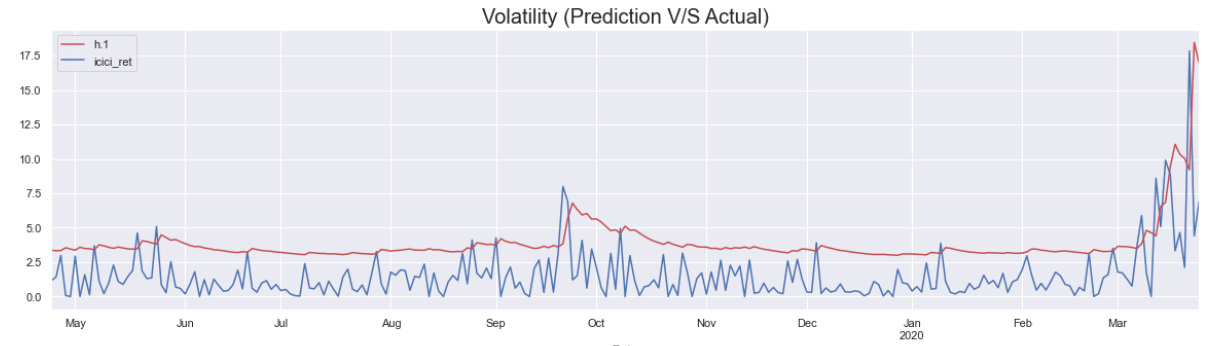 Volatility (Prediction V/S Actual)
h.1
icici_ret
17.5
15.0
12.5
10.0
7.5
5.0
2.5
0.0
May Jun Jul Aug Sep Oct Nov Dec Jan Feb Mar
2020